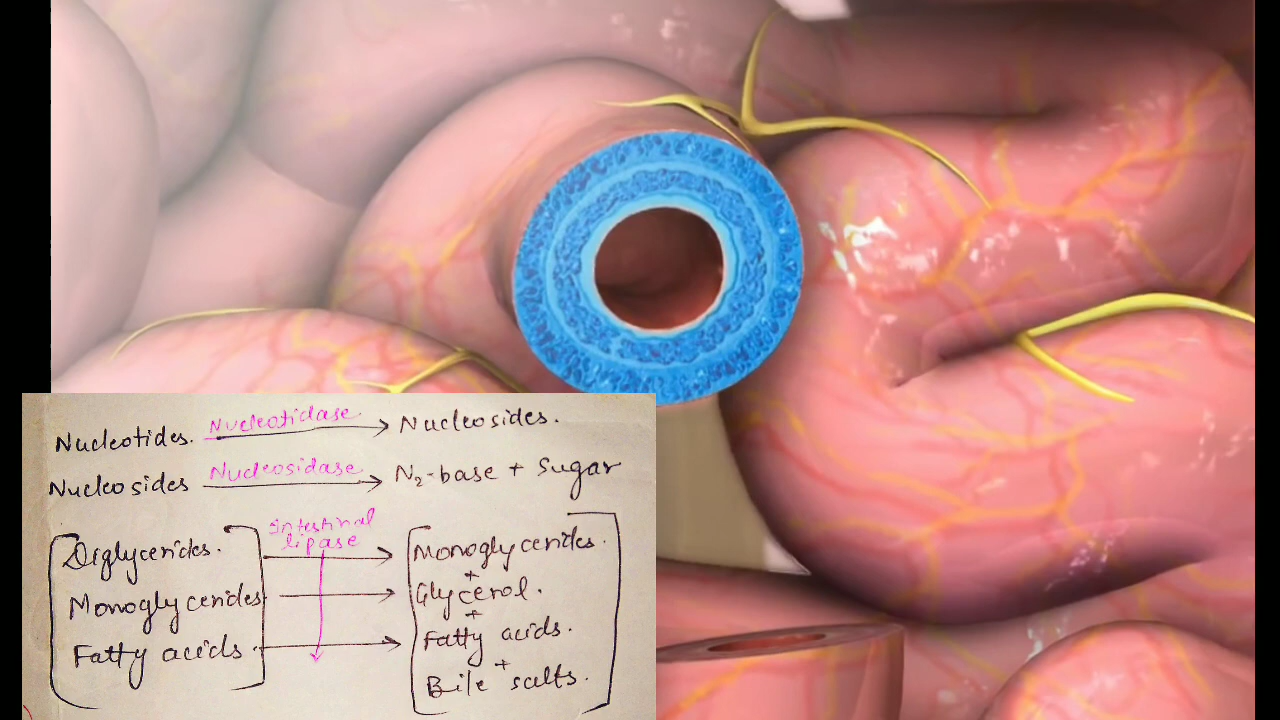 Nucleotides. Nucleotidase → Nucleosides.
Nucleosides Nucleosidase → N₂-base + Sugar
Intestinal
lipase
Diglycerides. → Monoglycerides.
+
Monoglycerides → Glycerol.
+
Fatty acids. → Fatty acids.
+
Bile salts.